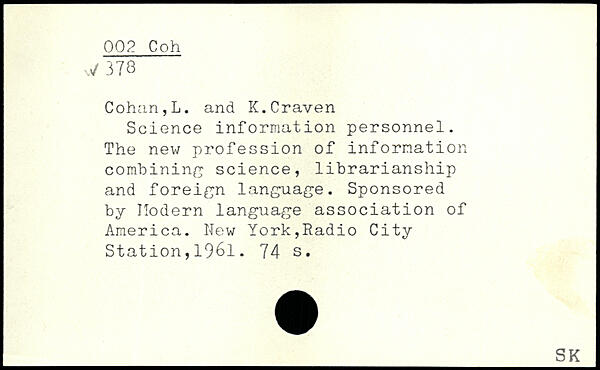 002 Coh
✓ 378
Cohan,L. and K.Craven
Science information personnel.
The new profession of information
combining science, librarianship
and foreign language. Sponsored
by Modern language association of
America. New York,Radio City
Station,1961. 74 s.
SK